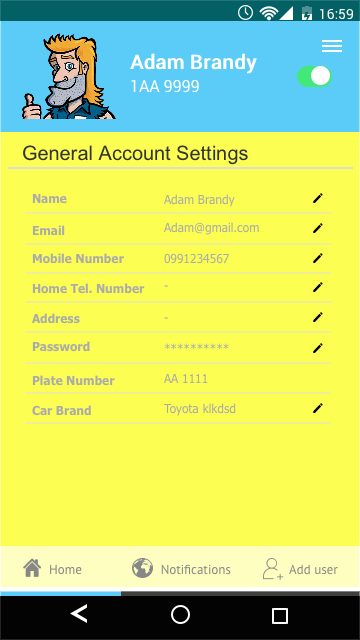 16:59
Adam Brandy
1AA 9999
General Account Settings
Name Adam Brandy
Email Adam@gmail.com
Mobile Number 0991234567
Home Tel. Number -
Address -
Password **********
Plate Number AA 1111
Car Brand Toyota klkdsd
Home Notifications Add user